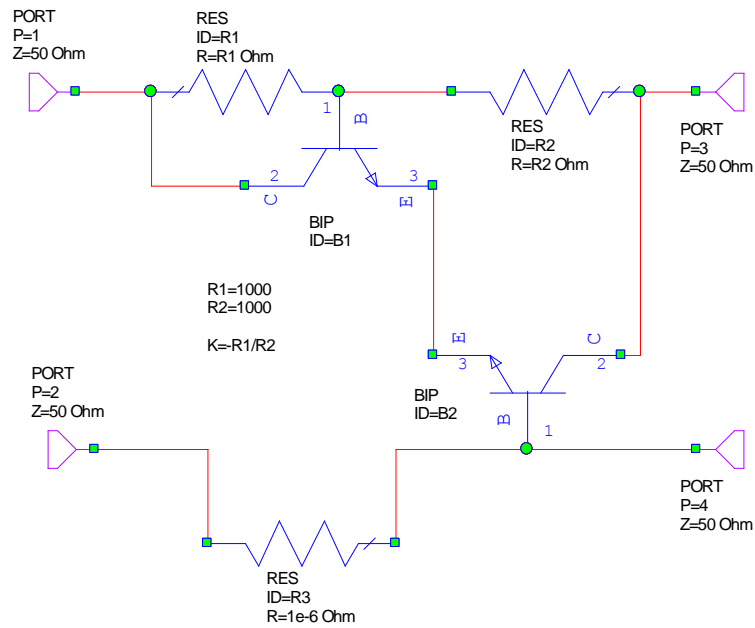 PORT
P=1
Z=50 Ohm
RES
ID=R1
R=R1 Ohm
1
B
2
C
3
E
BIP
ID=B1
RES
ID=R2
R=R2 Ohm
PORT
P=3
Z=50 Ohm
R1=1000
R2=1000
K=-R1/R2
E
3
C
2
BIP
ID=B2
B
1
PORT
P=2
Z=50 Ohm
RES
ID=R3
R=1e-6 Ohm
PORT
P=4
Z=50 Ohm